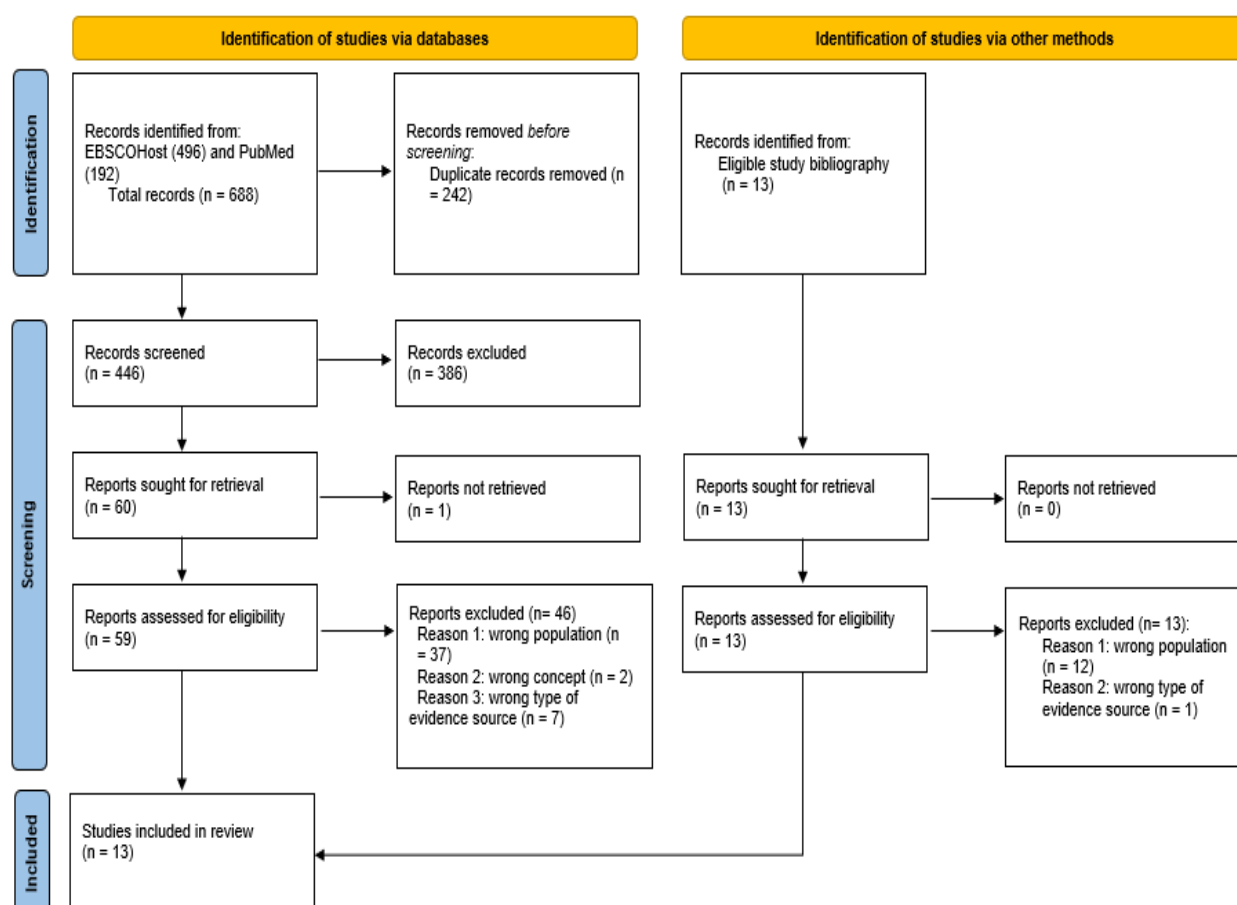 Identification of studies via databases
Identification of studies via other methods
Identification
Records identified from:
EBSCOHost (496) and PubMed
(192)
Total records (n = 688)
Records removed before
screening:
Duplicate records removed (n
= 242)
Records identified from:
Eligible study bibliography
(n = 13)
Screening
Records screened
(n = 446)
Records excluded
(n = 386)
Reports sought for retrieval
(n = 60)
Reports not retrieved
(n = 1)
Reports sought for retrieval
(n = 13)
Reports not retrieved
(n = 0)
Reports assessed for eligibility
(n = 59)
Reports excluded (n= 46)
Reason 1: wrong population (n
= 37)
Reason 2: wrong concept (n = 2)
Reason 3: wrong type of
evidence source (n = 7)
Reports assessed for eligibility
(n = 13)
Reports excluded (n= 13):
Reason 1: wrong population
(n = 12)
Reason 2: wrong type of
evidence source (n = 1)
Included
Studies included in review
(n = 13)